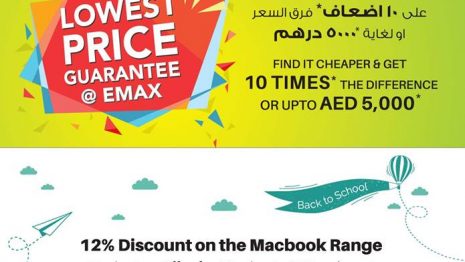 LOWEST
PRICE
GUARANTEE
@ EMAX
على ١٠ اضعاف* فرق السعر
او لغاية *٥٠٠٠ درهم
FIND IT CHEAPER & GET
10 TIMES* THE DIFFERENCE
OR UPTO AED 5,000*
Back to School
12% Discount on the Macbook Range